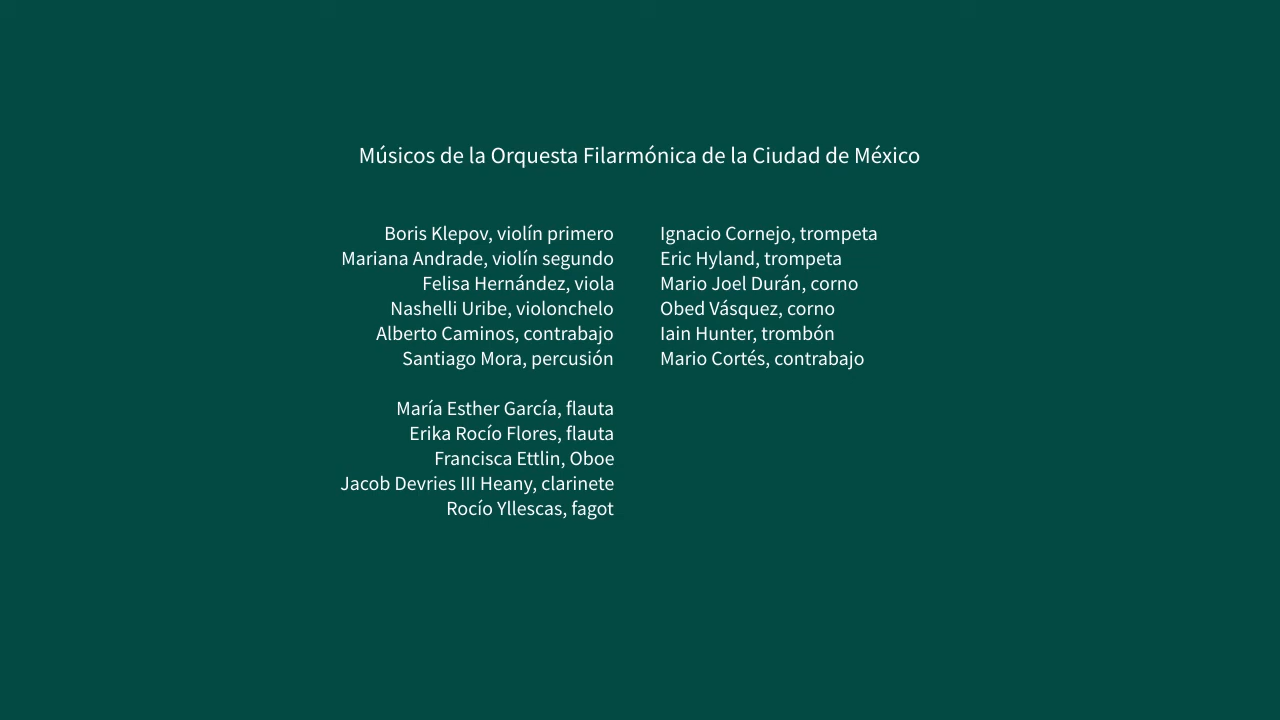 Músicos de la Orquesta Filarmónica de la Ciudad de México
Boris Klepov, violín primero
Mariana Andrade, violín segundo
Felisa Hernández, viola
Nashelli Uribe, violonchelo
Alberto Caminos, contrabajo
Santiago Mora, percusión
María Esther García, flauta
Erika Rocío Flores, flauta
Francisca Ettlin, Oboe
Jacob Devries III Heany, clarinete
Rocío Yllescas, fagot
Ignacio Cornejo, trompeta
Eric Hyland, trompeta
Mario Joel Durán, corno
Obed Vásquez, corno
Iain Hunter, trombón
Mario Cortés, contrabajo